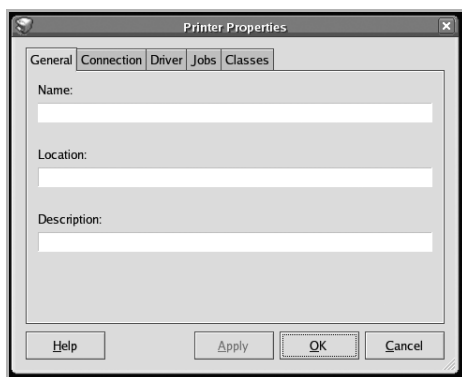 Printer Properties
General Connection Driver Jobs Classes
Name:
Location:
Description:
Help Apply OK Cancel